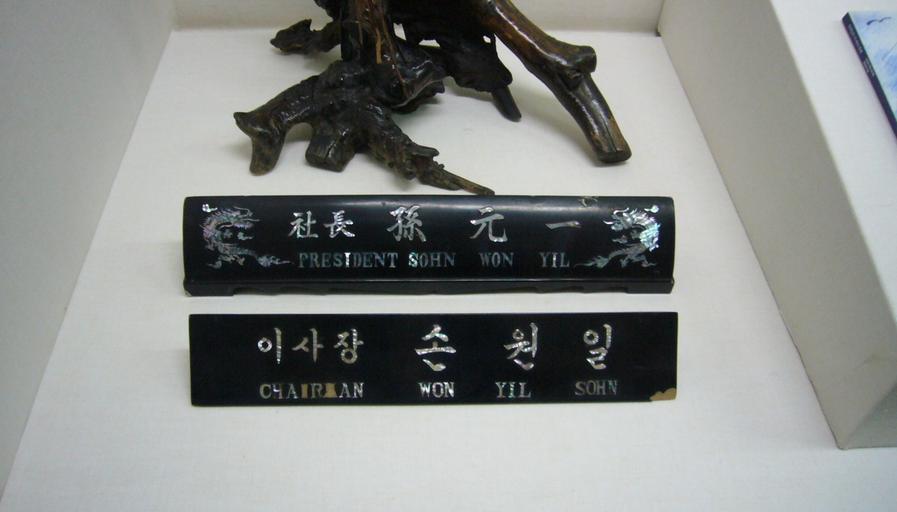 社長 孫 元 一
PRESIDENT SOHN WON YIL
이사장 손 원 일
CHAIRMAN WON YIL SOHN